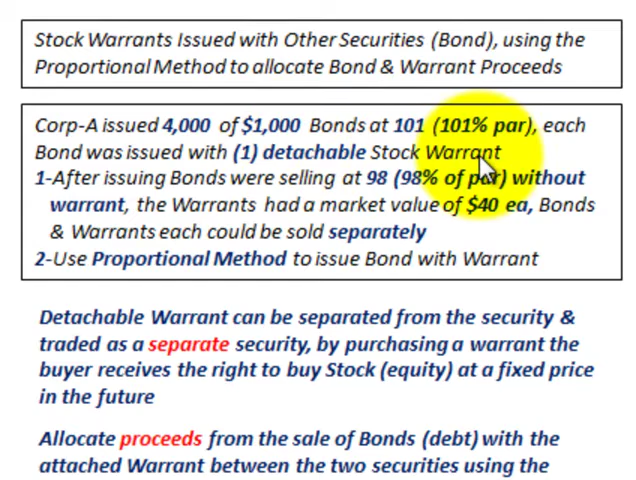 Stock Warrants Issued with Other Securities (Bond), using the
Proportional Method to allocate Bond & Warrant Proceeds
Corp-A issued 4,000 of $1,000 Bonds at 101 (101% par), each
Bond was issued with (1) detachable Stock Warrant
1-After issuing Bonds were selling at 98 (98% of par) without
warrant, the Warrants had a market value of $40 ea, Bonds
& Warrants each could be sold separately
2-Use Proportional Method to issue Bond with Warrant
Detachable Warrant can be separated from the security &
traded as a separate security, by purchasing a warrant the
buyer receives the right to buy Stock (equity) at a fixed price
in the future
Allocate proceeds from the sale of Bonds (debt) with the
attached Warrant between the two securities using the